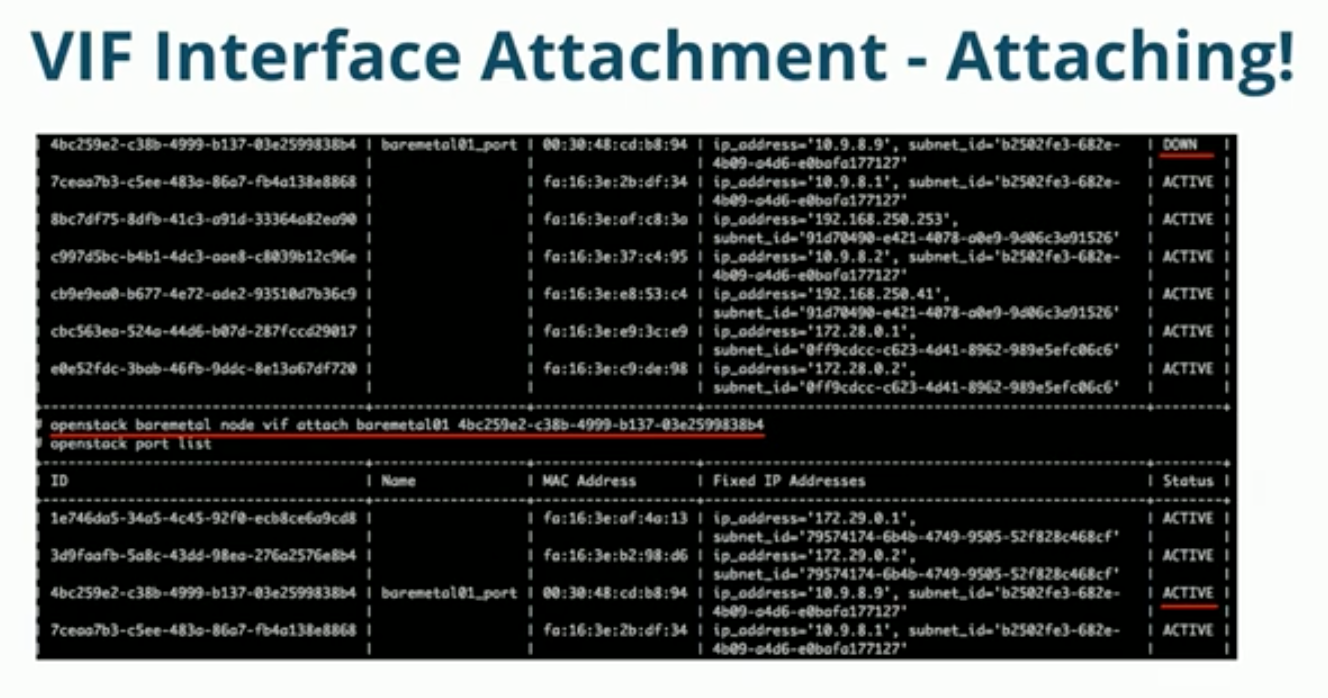 VIF Interface Attachment - Attaching!
4bc259e2-c38b-4999-b137-03e2599838b4 | baremetal01_port | 00:30:48:cd:b8:94 | ip_address='10.9.8.9', subnet_id='b2502fe3-682e- | DOWN |
4b09-a4d6-e0bafa177127'
7ceaa7b3-c5ee-483a-86a7-fb4a138e8868 | | fa:16:3e:2b:df:34 | ip_address='10.9.8.1', subnet_id='b2502fe3-682e- | ACTIVE |
4b09-a4d6-e0bafa177127'
8bc7df75-8dfb-41c3-a91d-33364a82ea90 | | fa:16:3e:af:c8:3a | ip_address='192.168.250.253', | ACTIVE |
subnet_id='91d70490-e421-4078-a0e9-9d06c3a91526'
c997d5bc-b4b1-4dc3-aae8-c8039b12c96e | | fa:16:3e:37:c4:95 | ip_address='10.9.8.2', subnet_id='b2502fe3-682e- | ACTIVE |
4b09-a4d6-e0bafa177127'
cb9e9ea0-b677-4e72-ade2-93510d7b36c9 | | fa:16:3e:e8:53:c4 | ip_address='192.168.250.41', | ACTIVE |
subnet_id='91d70490-e421-4078-a0e9-9d06c3a91526'
cbc563ea-524a-44d6-b07d-287fccd29017 | | fa:16:3e:e9:3c:e9 | ip_address='172.28.0.1', | ACTIVE |
subnet_id='0ff9cdcc-c623-4d41-8962-989e5efc06c6'
e0e52fdc-3bab-46fb-9ddc-8e13a67df720 | | fa:16:3e:c9:de:98 | ip_address='172.28.0.2', | ACTIVE |
subnet_id='0ff9cdcc-c623-4d41-8962-989e5efc06c6'
# openstack baremetal node vif attach baremetal01 4bc259e2-c38b-4999-b137-03e2599838b4
# openstack port list
ID | Name | MAC Address | Fixed IP Addresses | Status |
1e746da5-34a5-4c45-92f0-ecb8ce6a9cd8 | | fa:16:3e:af:4a:13 | ip_address='172.29.0.1', | ACTIVE |
subnet_id='79574174-6b4b-4749-9505-52f828c468cf'
3d9faafb-5a8c-43dd-98ea-276a2576e8b4 | | fa:16:3e:b2:98:d6 | ip_address='172.29.0.2', | ACTIVE |
subnet_id='79574174-6b4b-4749-9505-52f828c468cf'
4bc259e2-c38b-4999-b137-03e2599838b4 | baremetal01_port | 00:30:48:cd:b8:94 | ip_address='10.9.8.9', subnet_id='b2502fe3-682e- | ACTIVE |
4b09-a4d6-e0bafa177127'
7ceaa7b3-c5ee-483a-86a7-fb4a138e8868 | | fa:16:3e:2b:df:34 | ip_address='10.9.8.1', subnet_id='b2502fe3-682e- | ACTIVE |
4b09-a4d6-e0bafa177127'